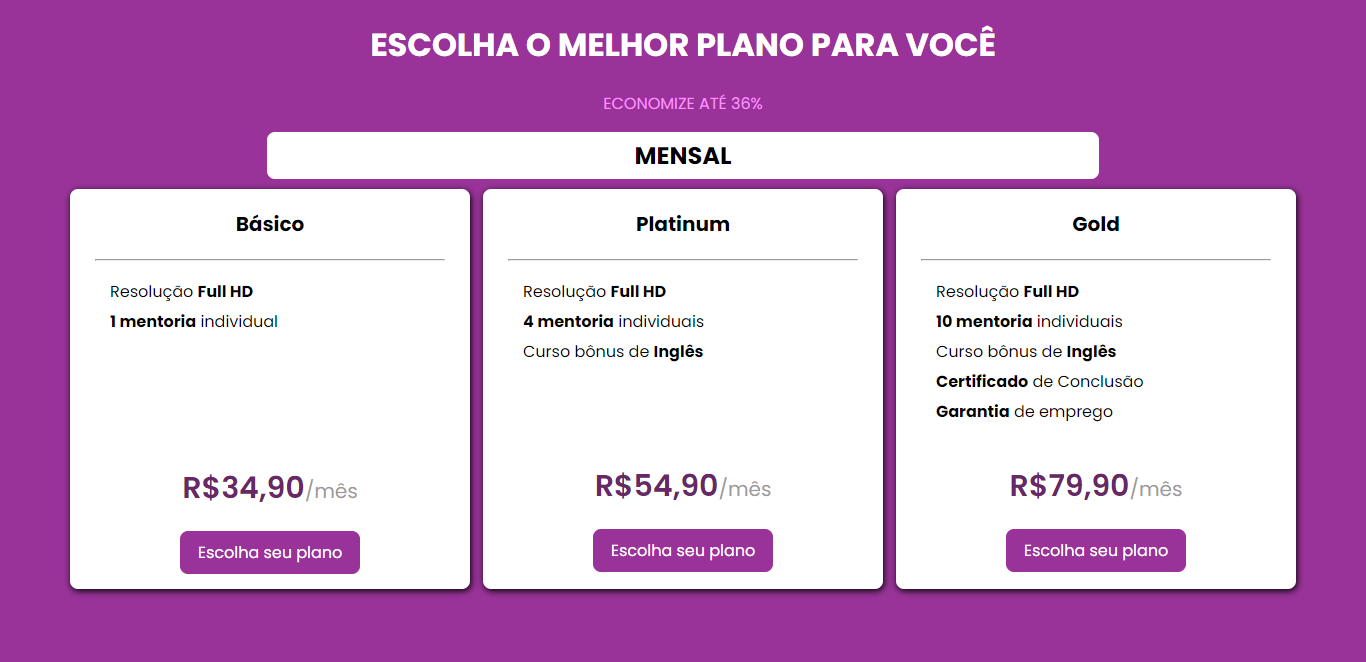 ESCOLHA O MELHOR PLANO PARA VOCÊ
ECONOMIZE ATÉ 36%
MENSAL
Básico
Resolução Full HD
1 mentoria individual
R$34,90/mês
Escolha seu plano
Platinum
Resolução Full HD
4 mentoria individuais
Curso bônus de Inglês
R$54,90/mês
Escolha seu plano
Gold
Resolução Full HD
10 mentoria individuais
Curso bônus de Inglês
Certificado de Conclusão
Garantia de emprego
R$79,90/mês
Escolha seu plano